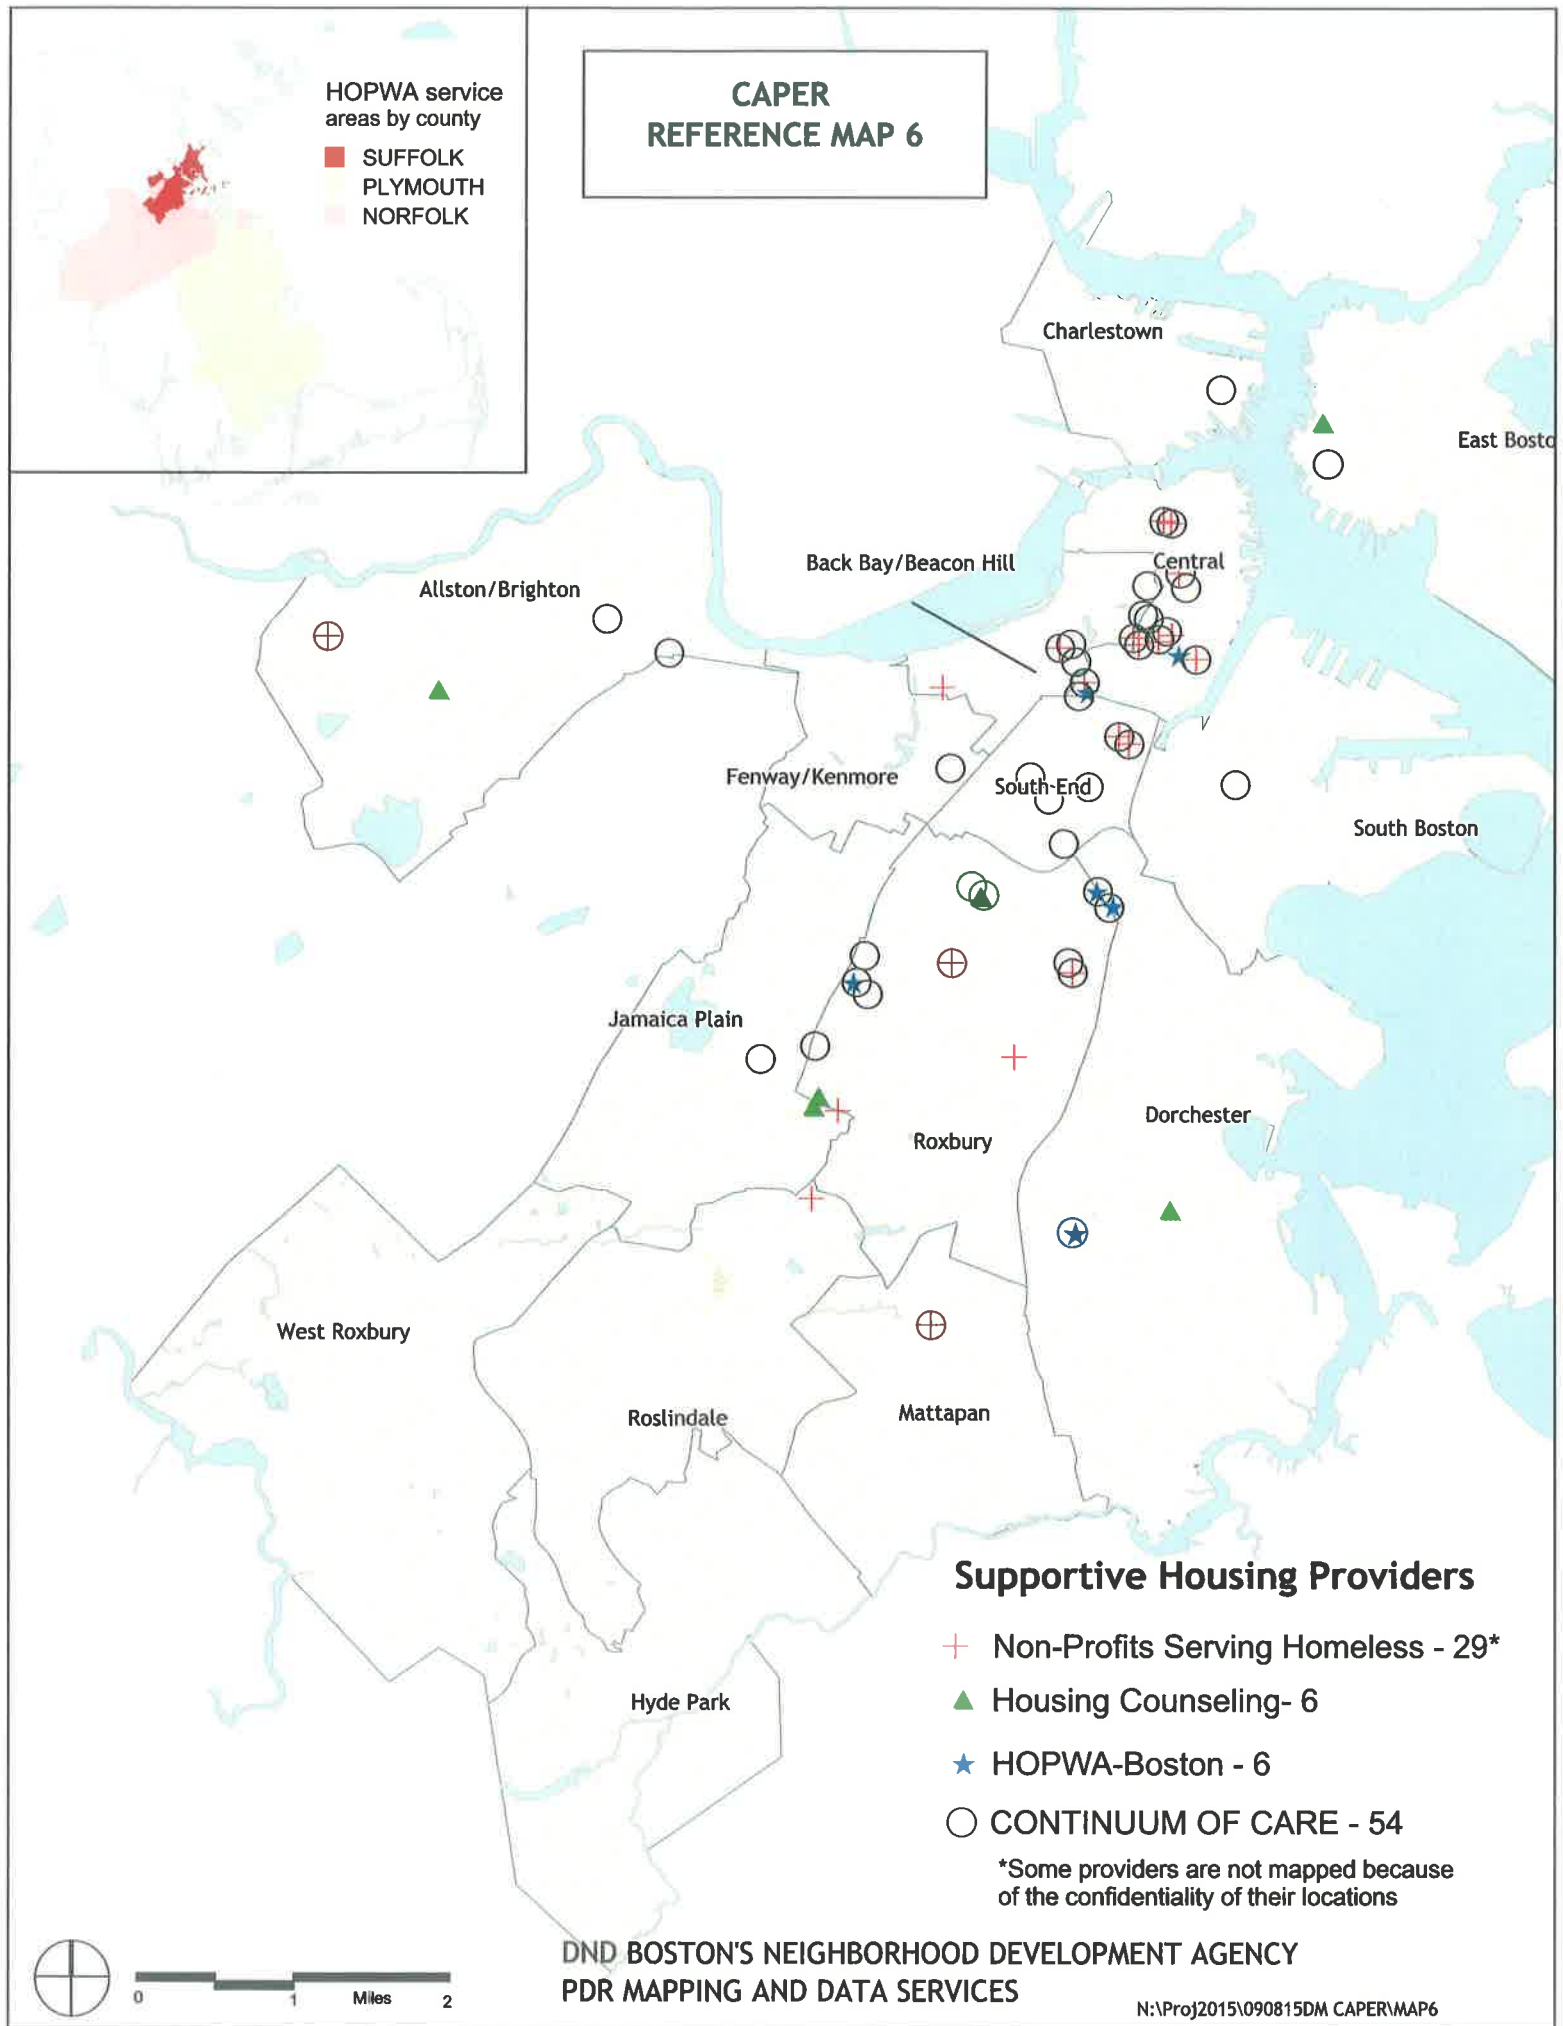 HOPWA service
areas by county
SUFFOLK
PLYMOUTH
NORFOLK
CAPER
REFERENCE MAP 6
Charlestown
East Bosto
Central
Back Bay/Beacon Hill
Allston/Brighton
Fenway/Kenmore
South End
South Boston
Jamaica Plain
Dorchester
Roxbury
West Roxbury
Roslindale
Mattapan
Hyde Park
Supportive Housing Providers
Non-Profits Serving Homeless - 29*
Housing Counseling- 6
HOPWA-Boston - 6
CONTINUUM OF CARE - 54
*Some providers are not mapped because
of the confidentiality of their locations
DND BOSTON'S NEIGHBORHOOD DEVELOPMENT AGENCY
PDR MAPPING AND DATA SERVICES
0 1 Miles 2
N:\Proj2015\090815DM CAPER\MAP6